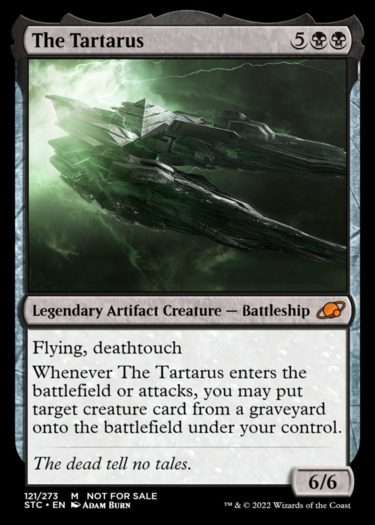 The Tartarus 5
Legendary Artifact Creature — Battleship
Flying, deathtouch
Whenever The Tartarus enters the
battlefield or attacks, you may put
target creature card from a graveyard
onto the battlefield under your control.
The dead tell no tales.
6/6
121/273 M NOT FOR SALE
STC • EN Adam Burn
™ & © 2022 Wizards of the Coast